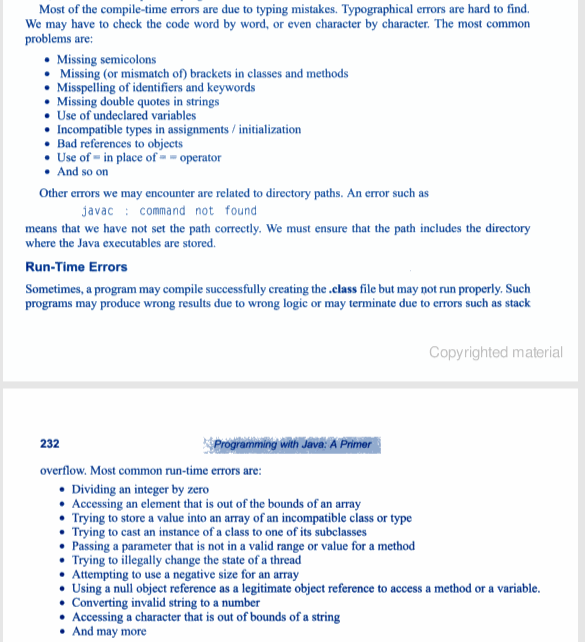 Most of the compile-time errors are due to typing mistakes. Typographical errors are hard to find.
We may have to check the code word by word, or even character by character. The most common
problems are:
• Missing semicolons
• Missing (or mismatch of) brackets in classes and methods
• Misspelling of identifiers and keywords
• Missing double quotes in strings
• Use of undeclared variables
• Incompatible types in assignments / initialization
• Bad references to objects
• Use of = in place of = = operator
• And so on
Other errors we may encounter are related to directory paths. An error such as
javac : command not found
means that we have not set the path correctly. We must ensure that the path includes the directory
where the Java executables are stored.
Run-Time Errors
Sometimes, a program may compile successfully creating the .class file but may not run properly. Such
programs may produce wrong results due to wrong logic or may terminate due to errors such as stack
Copyrighted material
232
Programming with Java: A Primer
overflow. Most common run-time errors are:
• Dividing an integer by zero
• Accessing an element that is out of the bounds of an array
• Trying to store a value into an array of an incompatible class or type
• Trying to cast an instance of a class to one of its subclasses
• Passing a parameter that is not in a valid range or value for a method
• Trying to illegally change the state of a thread
• Attempting to use a negative size for an array
• Using a null object reference as a legitimate object reference to access a method or a variable.
• Converting invalid string to a number
• Accessing a character that is out of bounds of a string
• And may more